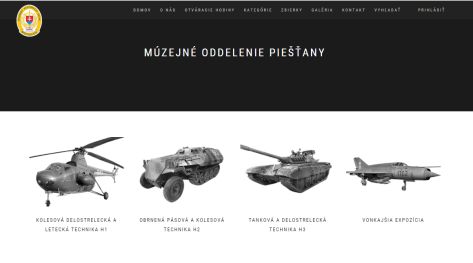 DOMOV O NÁS OTVÁRACIE HODINY KATEGÓRIE ZBIERKY GALÉRIA KONTAKT VYHĽADAŤ PRIHLÁSIŤ
MÚZEJNÉ ODDELENIE PIEŠŤANY
KOLESOVÁ DELOSTRELECKÁ A
LETECKÁ TECHNIKA H1
OBRNENÁ PÁSOVÁ A KOLESOVÁ
TECHNIKA H2
TANKOVÁ A DELOSTRELECKÁ
TECHNIKA H3
VONKAJŠIA EXPOZÍCIA